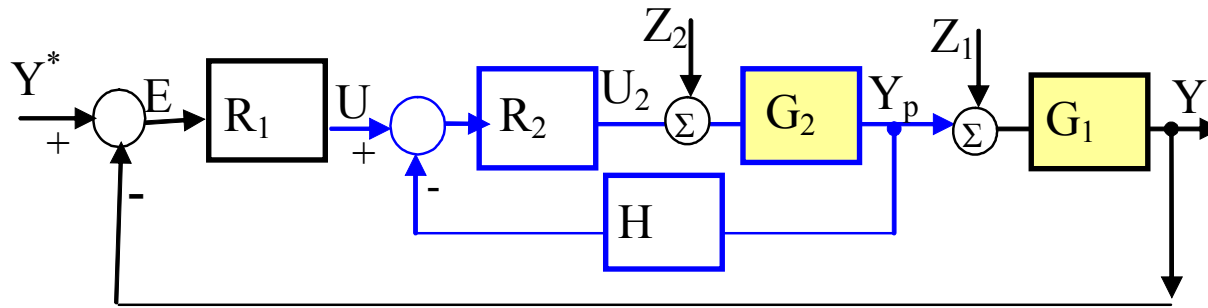 Y*
+
-
E
R1
U
+
-
R2
U2
Z2
Σ
G2
Yp
H
Z1
Σ
G1
Y